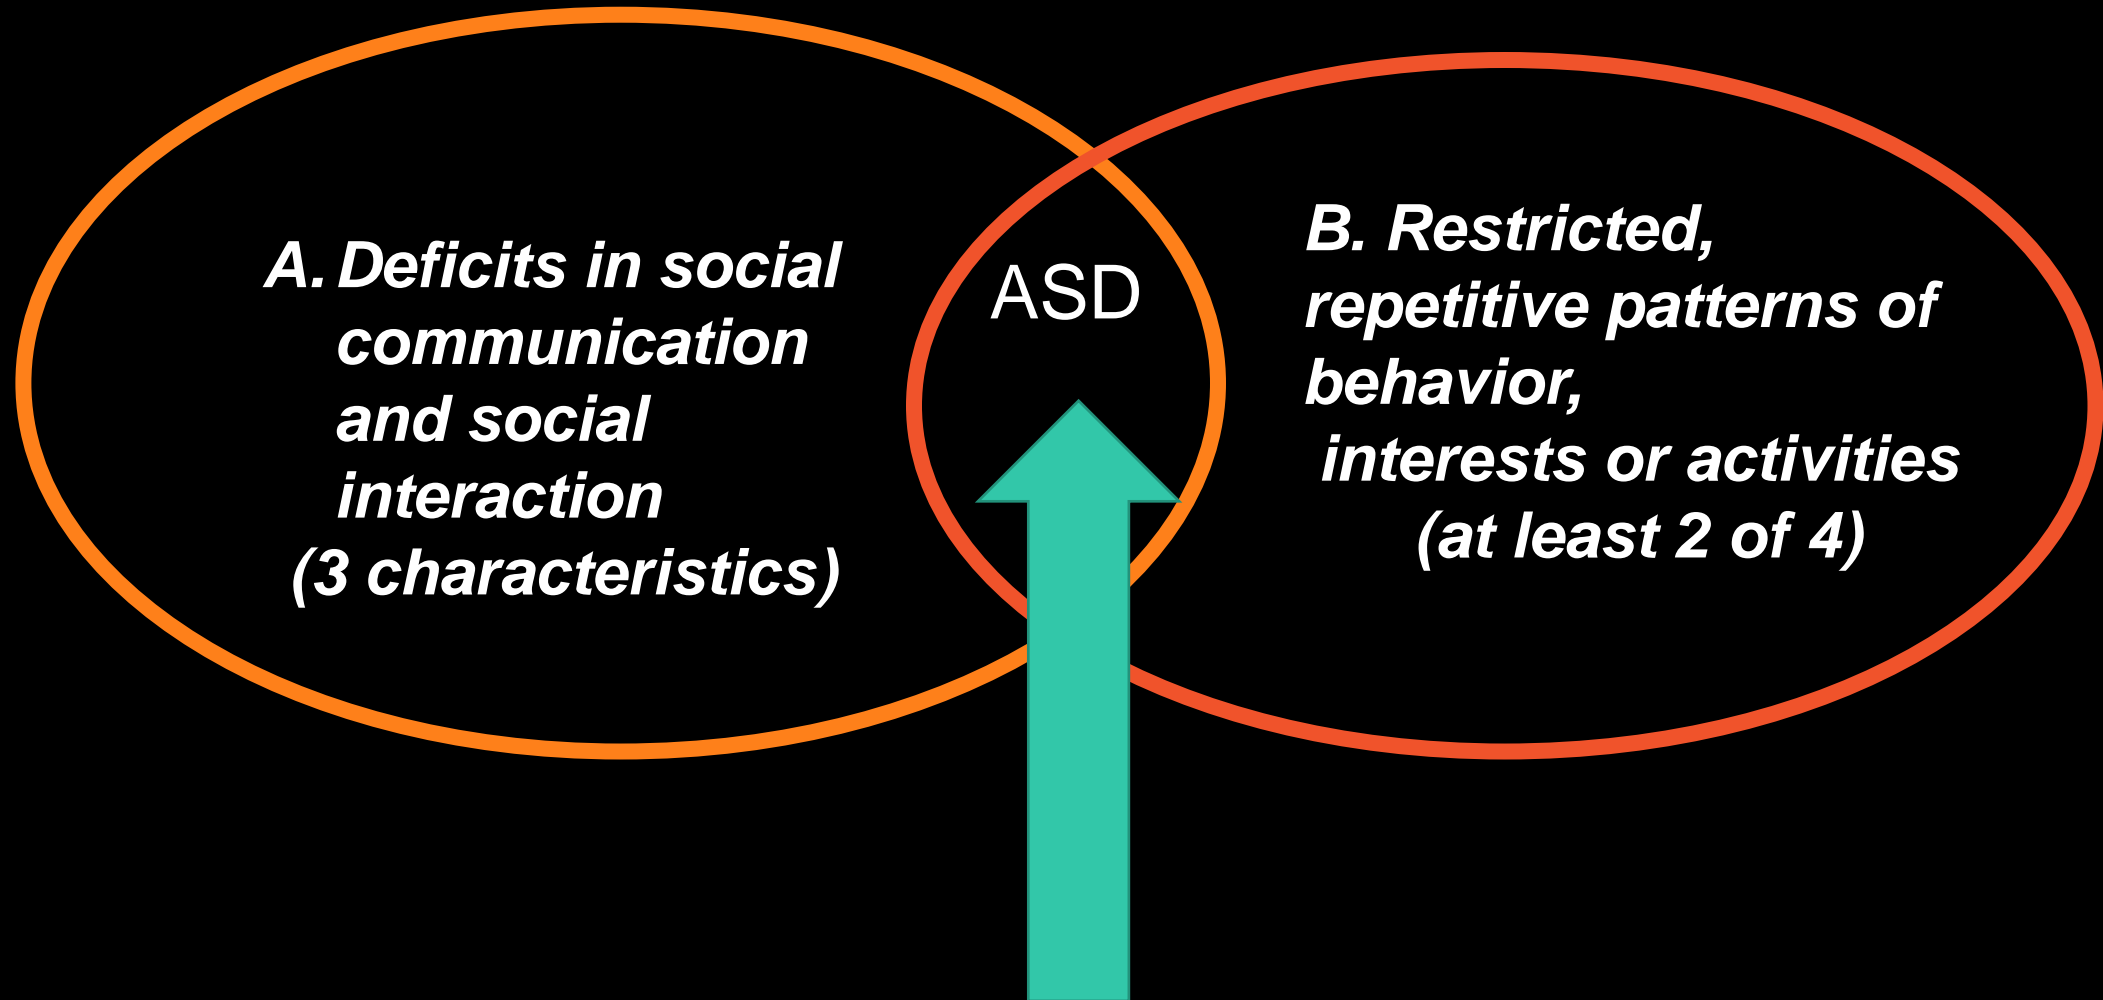 A. Deficits in social
communication
and social
interaction
(3 characteristics)
ASD
B. Restricted,
repetitive patterns of
behavior,
interests or activities
(at least 2 of 4)